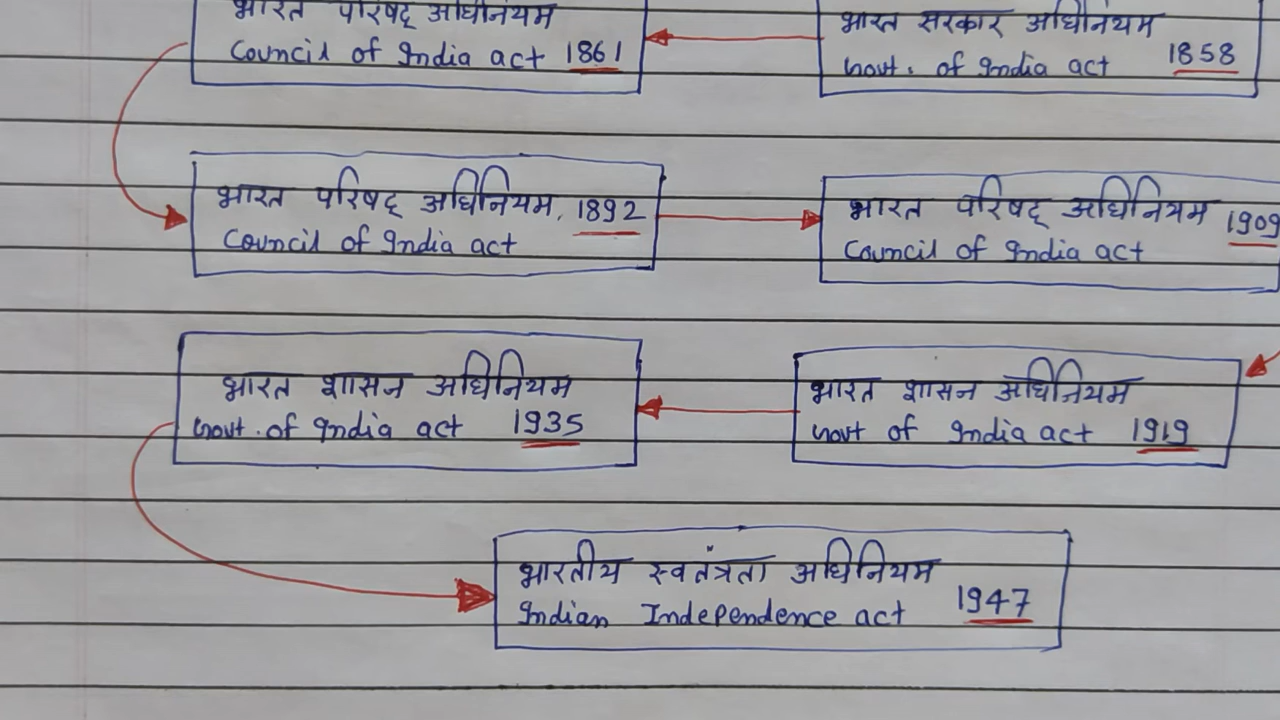 भारत परिषद् अधिनियम
Council of India act 1861
भारत सरकार अधिनियम
Govt. of India act 1858
भारत परिषद् अधिनियम, 1892
Council of India act
भारत परिषद् अधिनियम 1909
Council of India act
भारत शासन अधिनियम
Govt. of India act 1935
भारत शासन अधिनियम
Govt of India act 1919
भारतीय स्वतंत्रता अधिनियम
Indian Independence act 1947